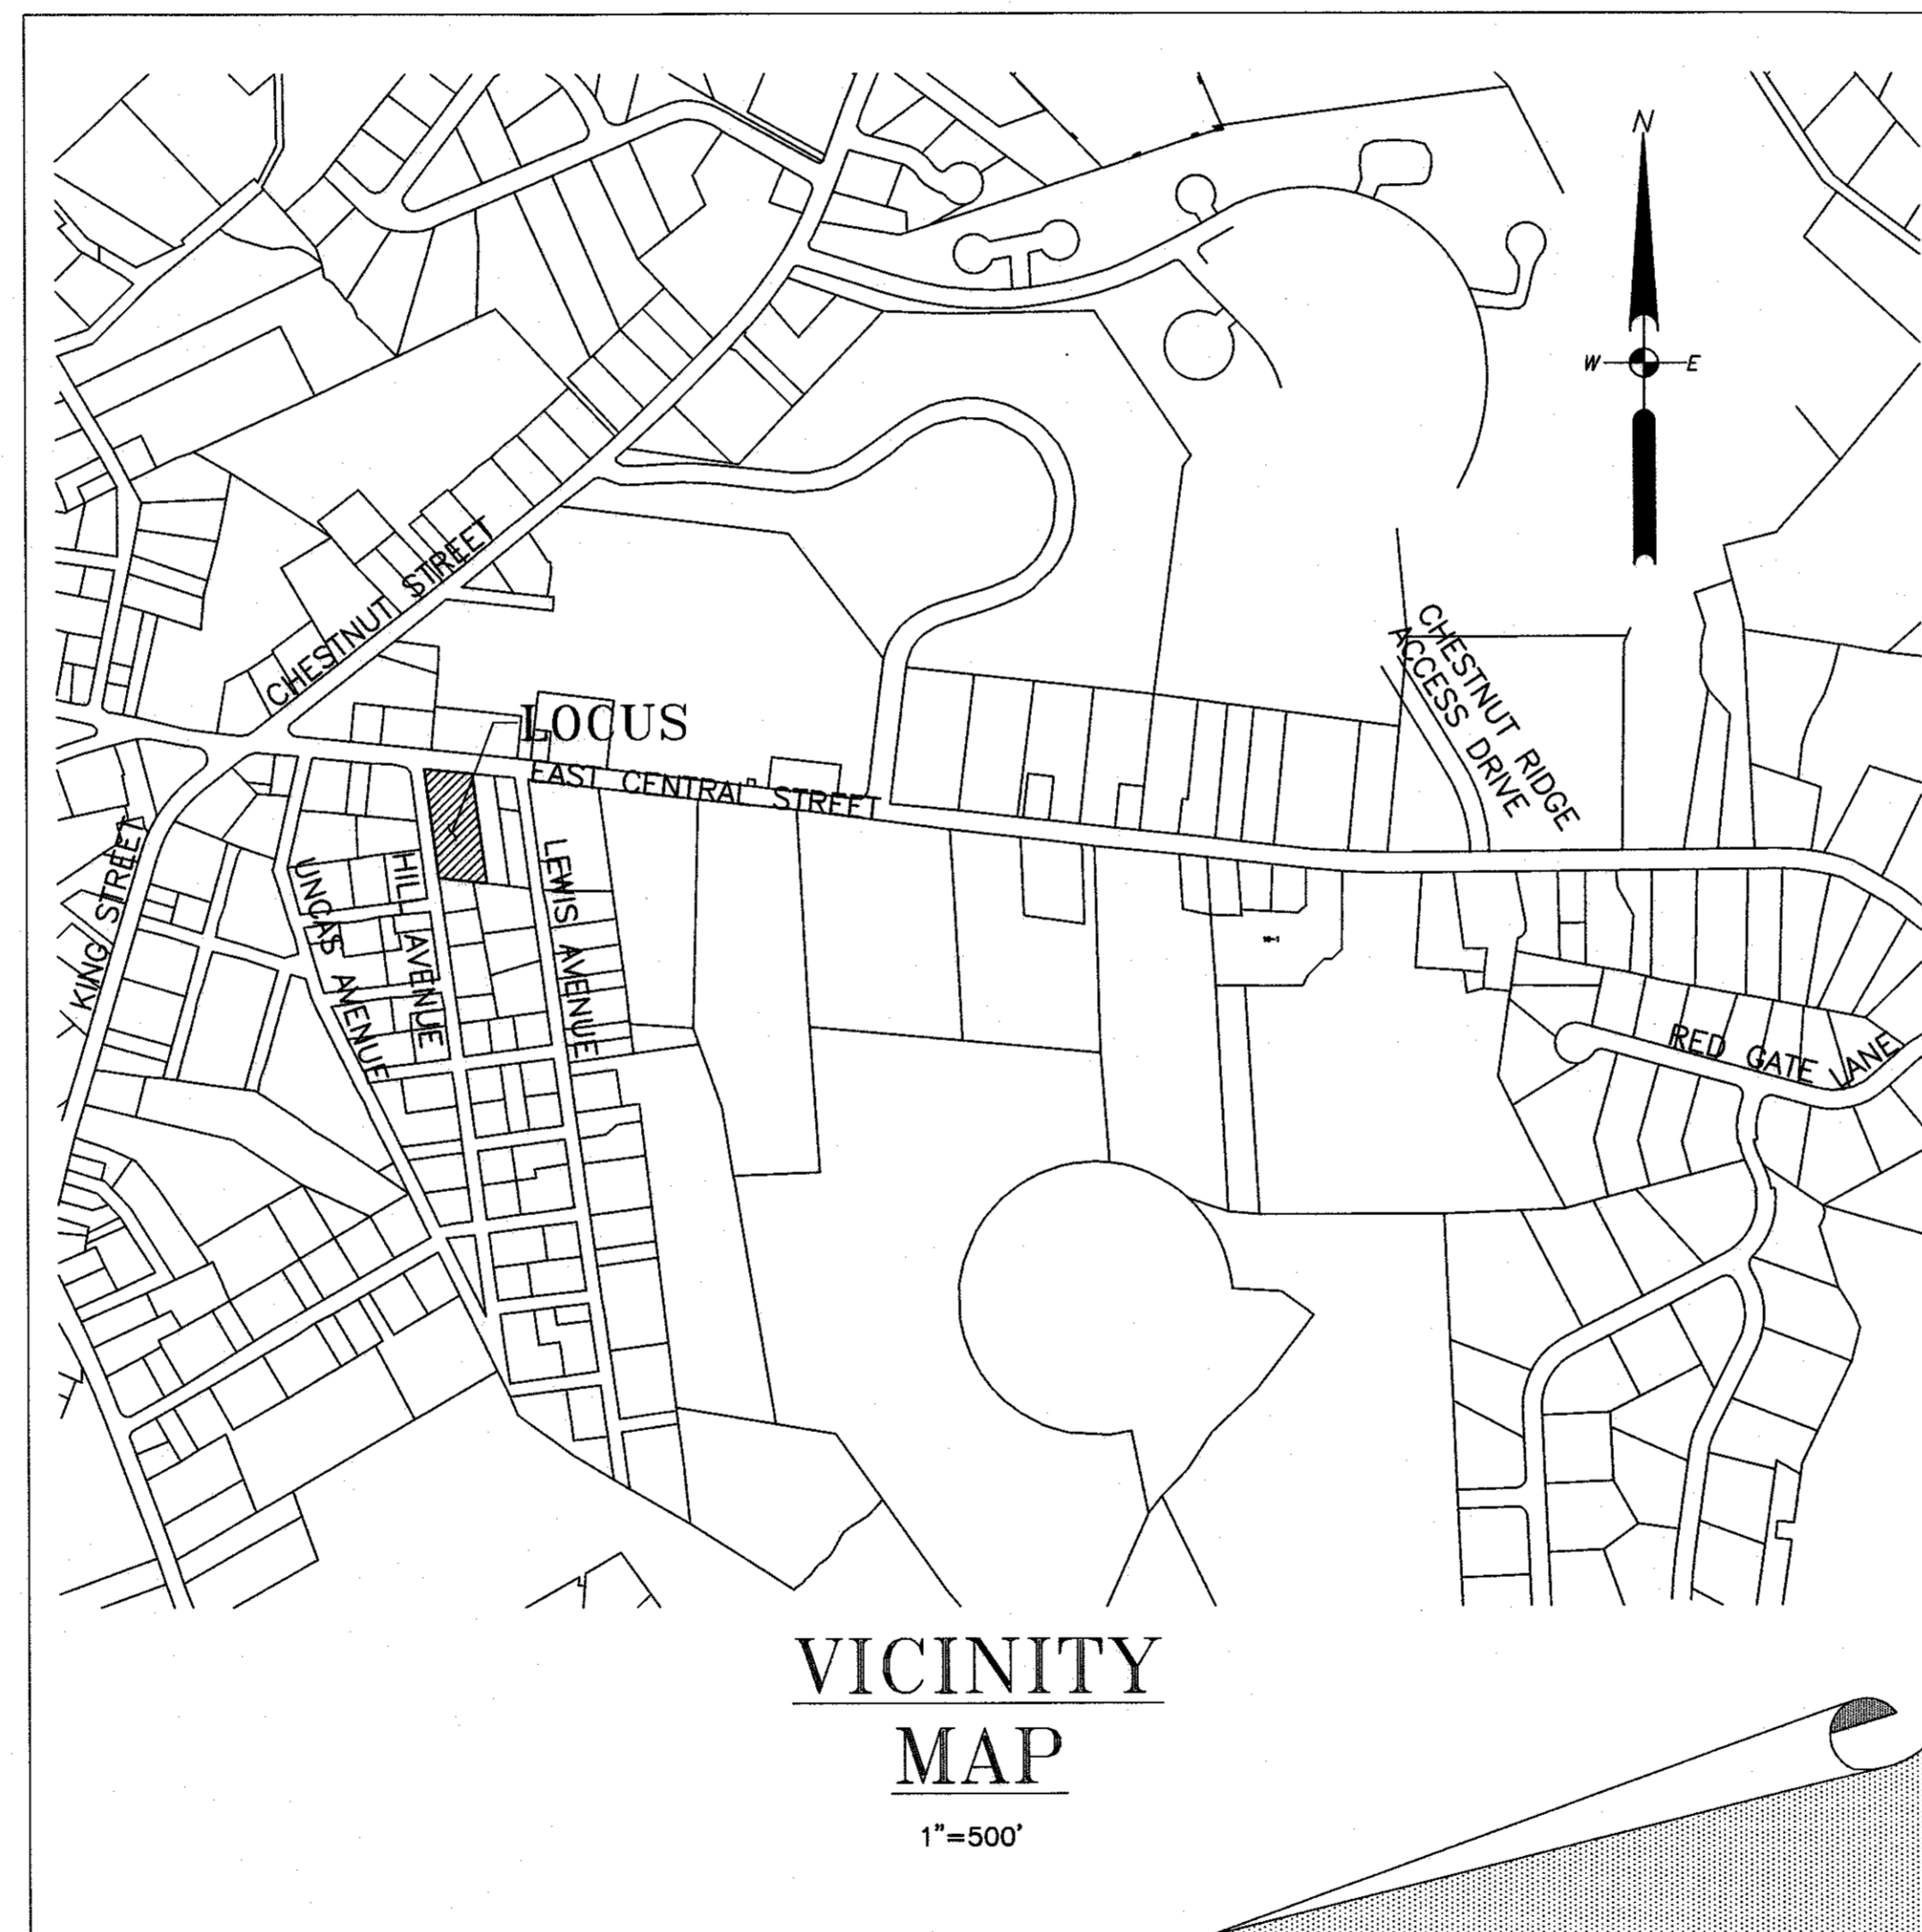 N
W
E
CHESTNUT STREET
CHESTNUT RIDGE
ACCESS DRIVE
LOCUS
EAST CENTRAL STREET
KING STREET
UNCAS AVENUE
HILL AVENUE
LEWIS AVENUE
RED GATE LANE
VICINITY
MAP
1"=500'